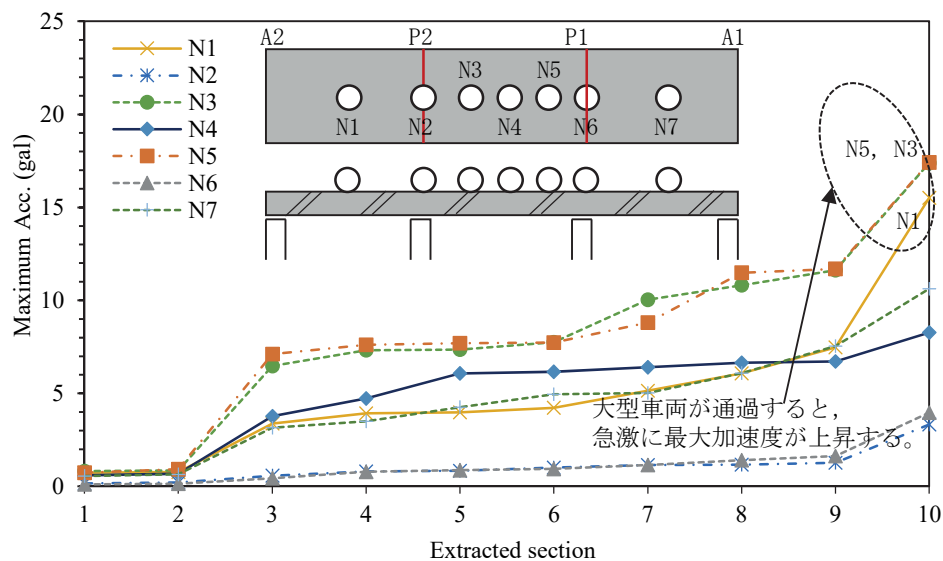 25
20
15
10
5
0
Maximum Acc. (gal)
N1
N2
N3
N4
N5
N6
N7
A2
P2
P1
A1
N3
N5
N1
N2
N4
N6
N7
N5, N3
N1
大型車両が通過すると,
急激に最大加速度が上昇する。
1 2 3 4 5 6 7 8 9 10
Extracted section